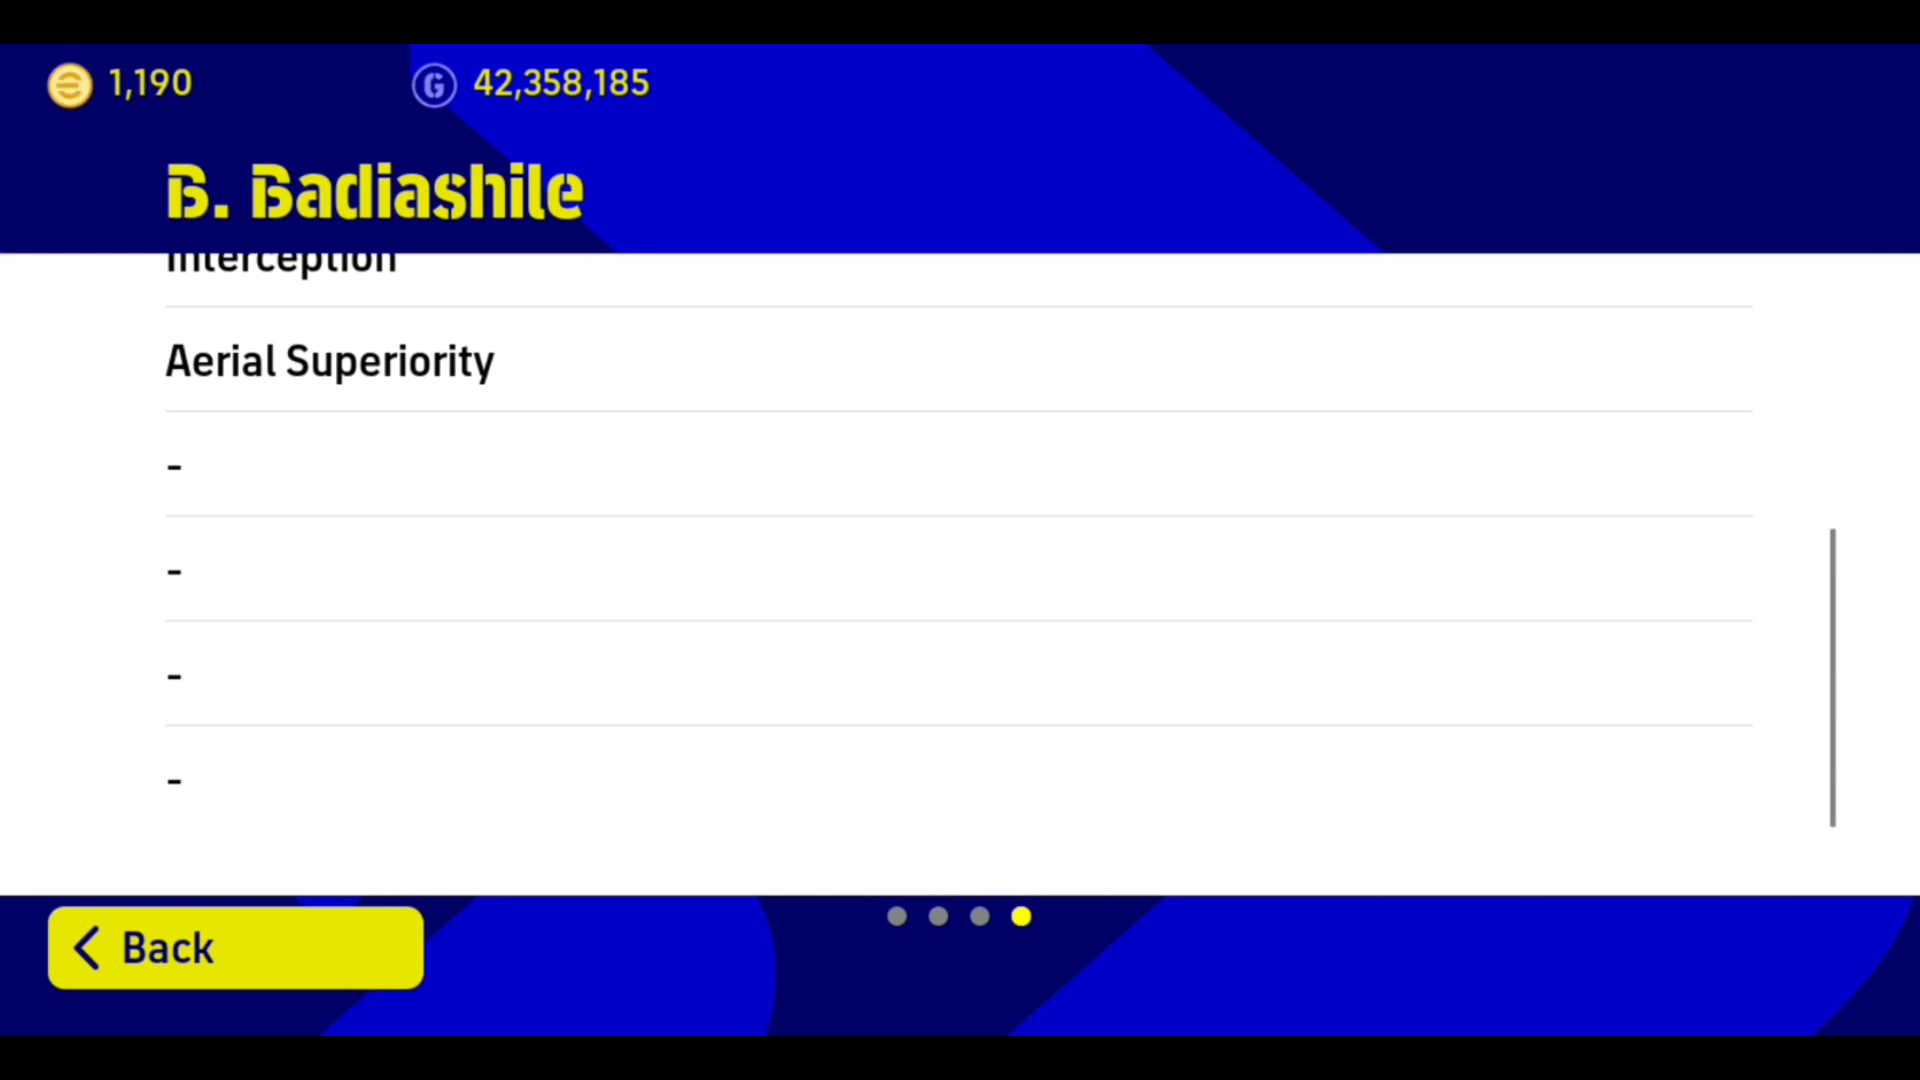 1,190
G 42,358,185
B. Badiashile
Interception
Aerial Superiority
-
-
-
-
Back